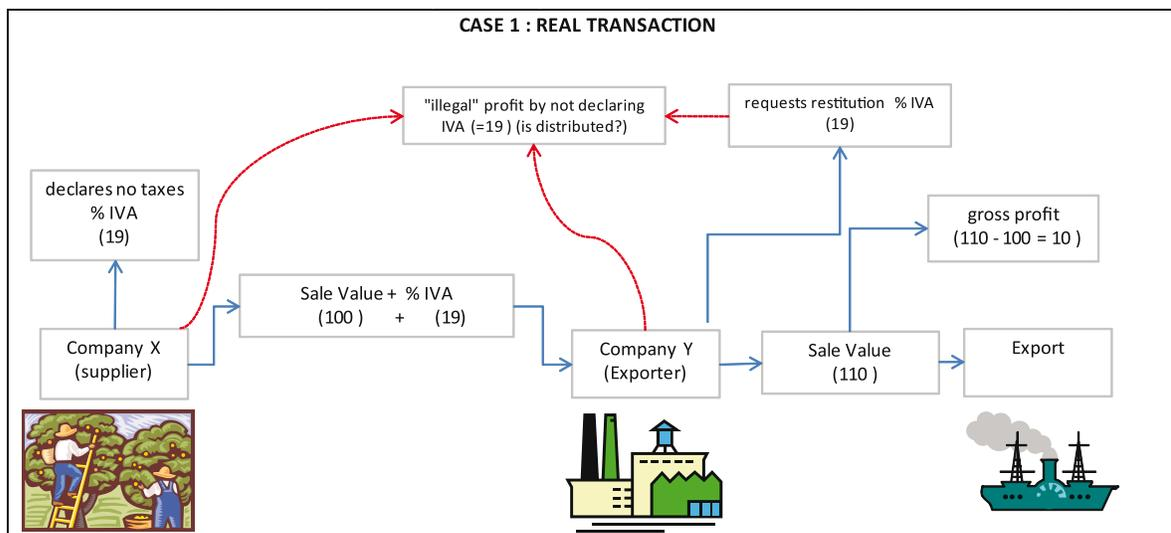 CASE 1 : REAL TRANSACTION
"illegal" profit by not declaring
IVA (=19 ) (is distributed?)
requests restitution % IVA
(19)
declares no taxes
% IVA
(19)
gross profit
(110 - 100 = 10 )
Sale Value + % IVA
(100 ) + (19)
Company X
(supplier)
Company Y
(Exporter)
Sale Value
(110 )
Export